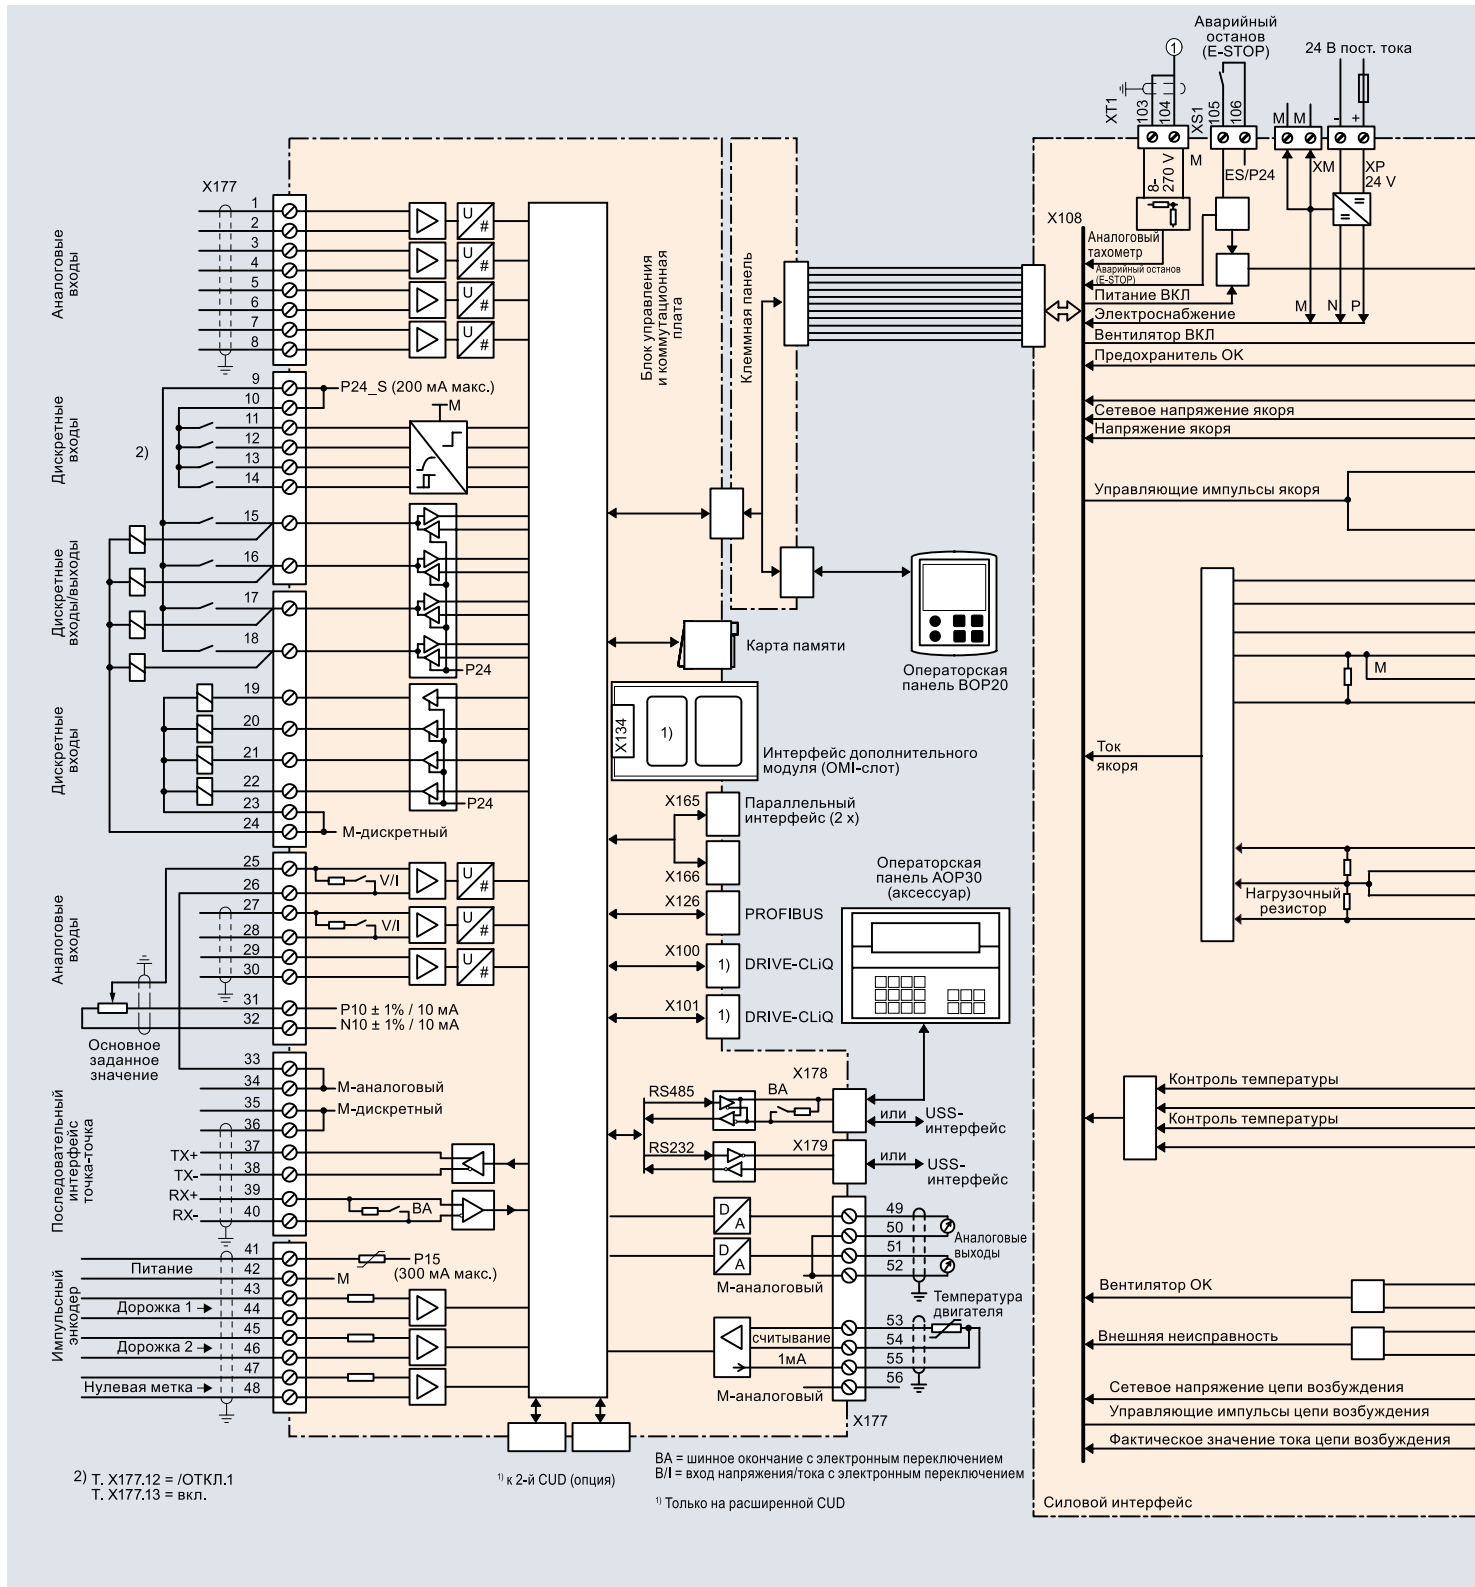 Аварийный
останов
(E-STOP)
24 В пост. тока
1
XT1
103
104
XS1
105
106
M
M
-
+
M
ES/P24
XM
XP
24 V
8-
270 V
X108
Аналоговый
тахометр
Аварийный останов
(E-STOP)
Питание ВКЛ
Электроснабжение
M
N
P
Вентилятор ВКЛ
Предохранитель OK
Сетевое напряжение якоря
Напряжение якоря
Управляющие импульсы якоря
M
Ток
якоря
Нагрузочный
резистор
Контроль температуры
Контроль температуры
Вентилятор OK
Внешняя неисправность
Сетевое напряжение цепи возбуждения
Управляющие импульсы цепи возбуждения
Фактическое значение тока цепи возбуждения
Силовой интерфейс
X177
Аналоговые
входы
1
2
3
4
5
6
7
8
U
#
U
#
U
#
U
#
Блок управления
и коммутационная
плата
Клеммная панель
Дискретные
входы
2)
9
10
11
12
13
14
P24_S (200 мА макс.)
M
Дискретные
входы/выходы
15
16
17
18
P24
Дискретные
входы
19
20
21
22
23
24
P24
М-дискретный
Карта памяти
Операторская
панель BOP20
X134
1)
Интерфейс дополнительного
модуля (OMI-слот)
X165
Параллельный
интерфейс (2 x)
X166
X126
PROFIBUS
X100
1)
DRIVE-CLiQ
X101
1)
DRIVE-CLiQ
Операторская
панель AOP30
(аксессуар)
Аналоговые
входы
25
26
27
28
29
30
31
32
V/I
V/I
U
#
U
#
U
#
P10 ± 1% / 10 мА
N10 ± 1% / 10 мА
Основное
заданное
значение
Последовательный
интерфейс
точка-точка
33
34
35
36
37
38
39
40
М-аналоговый
М-дискретный
TX+
TX-
RX+
RX-
BA
RS485
BA
X178
или
USS-
интерфейс
RS232
X179
или
USS-
интерфейс
Импульсный
энкодер
41
42
43
44
45
46
47
48
Питание
Дорожка 1
Дорожка 2
Нулевая метка
P15
(300 мА макс.)
M
D
A
D
A
49
50
51
52
Аналоговые
выходы
М-аналоговый
Температура
двигателя
53
54
55
56
считывание
1мА
М-аналоговый
X177
2) Т. X177.12 = /ОТКЛ.1
Т. X177.13 = вкл.
1) к 2-й CUD (опция)
BA = шинное окончание с электронным переключением
В/I = вход напряжения/тока с электронным переключением
1) Только на расширенной CUD